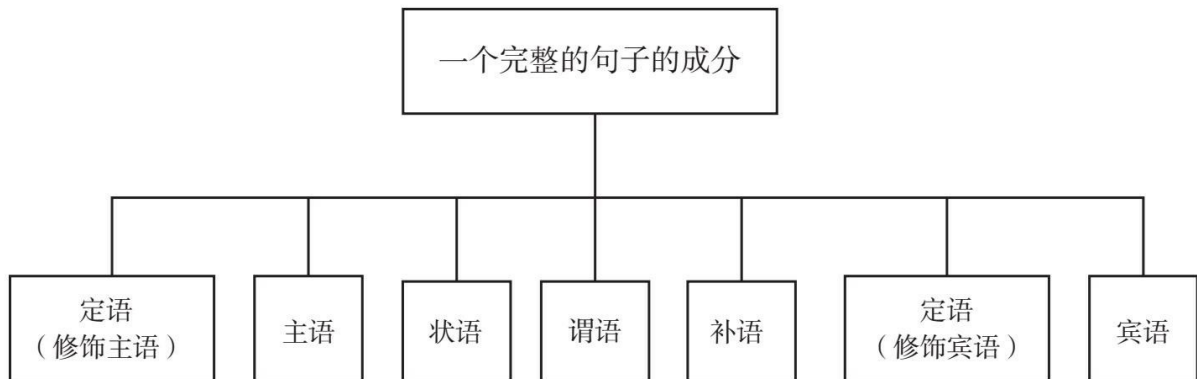 一个完整的句子的成分
定语
（修饰主语）
主语
状语
谓语
补语
定语
（修饰宾语）
宾语